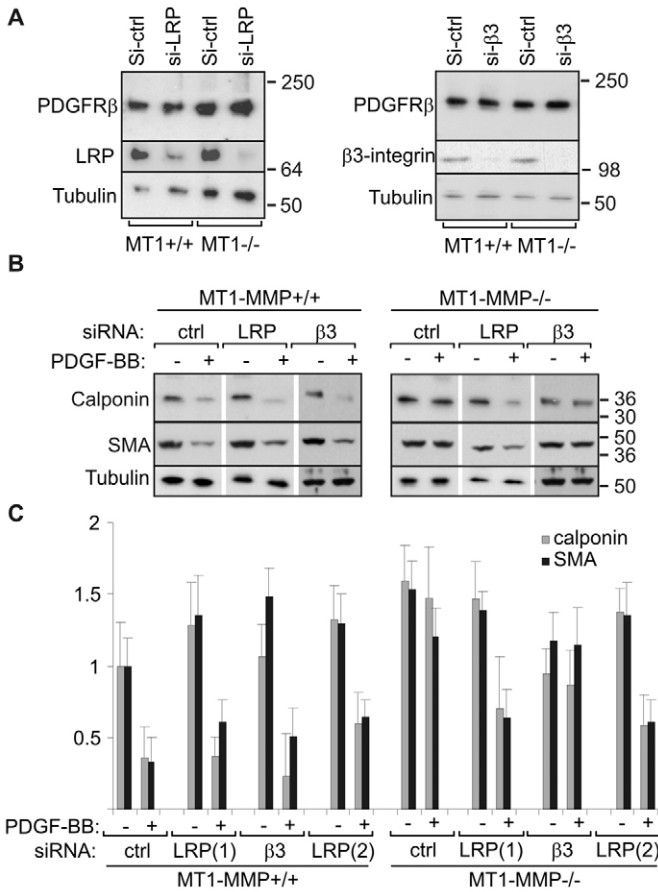 A
Si-ctrl si-LRP Si-ctrl si-LRP
250
PDGFRβ
LRP
64
Tubulin
50
MT1+/+ MT1-/-
Si-ctrl si-β3 Si-ctrl si-β3
250
PDGFRβ
β3-integrin
98
Tubulin
50
MT1+/+ MT1-/-
B
MT1-MMP+/+ MT1-MMP-/-
siRNA: ctrl LRP β3 ctrl LRP β3
PDGF-BB: - + - + - + - + - + - +
Calponin 36
30
SMA 50
36
Tubulin 50
C
2
calponin
SMA
1.5
1
0.5
PDGF-BB: - + - + - + - + - + - + - + - +
siRNA: ctrl LRP(1) β3 LRP(2) ctrl LRP(1) β3 LRP(2)
MT1-MMP+/+ MT1-MMP-/-